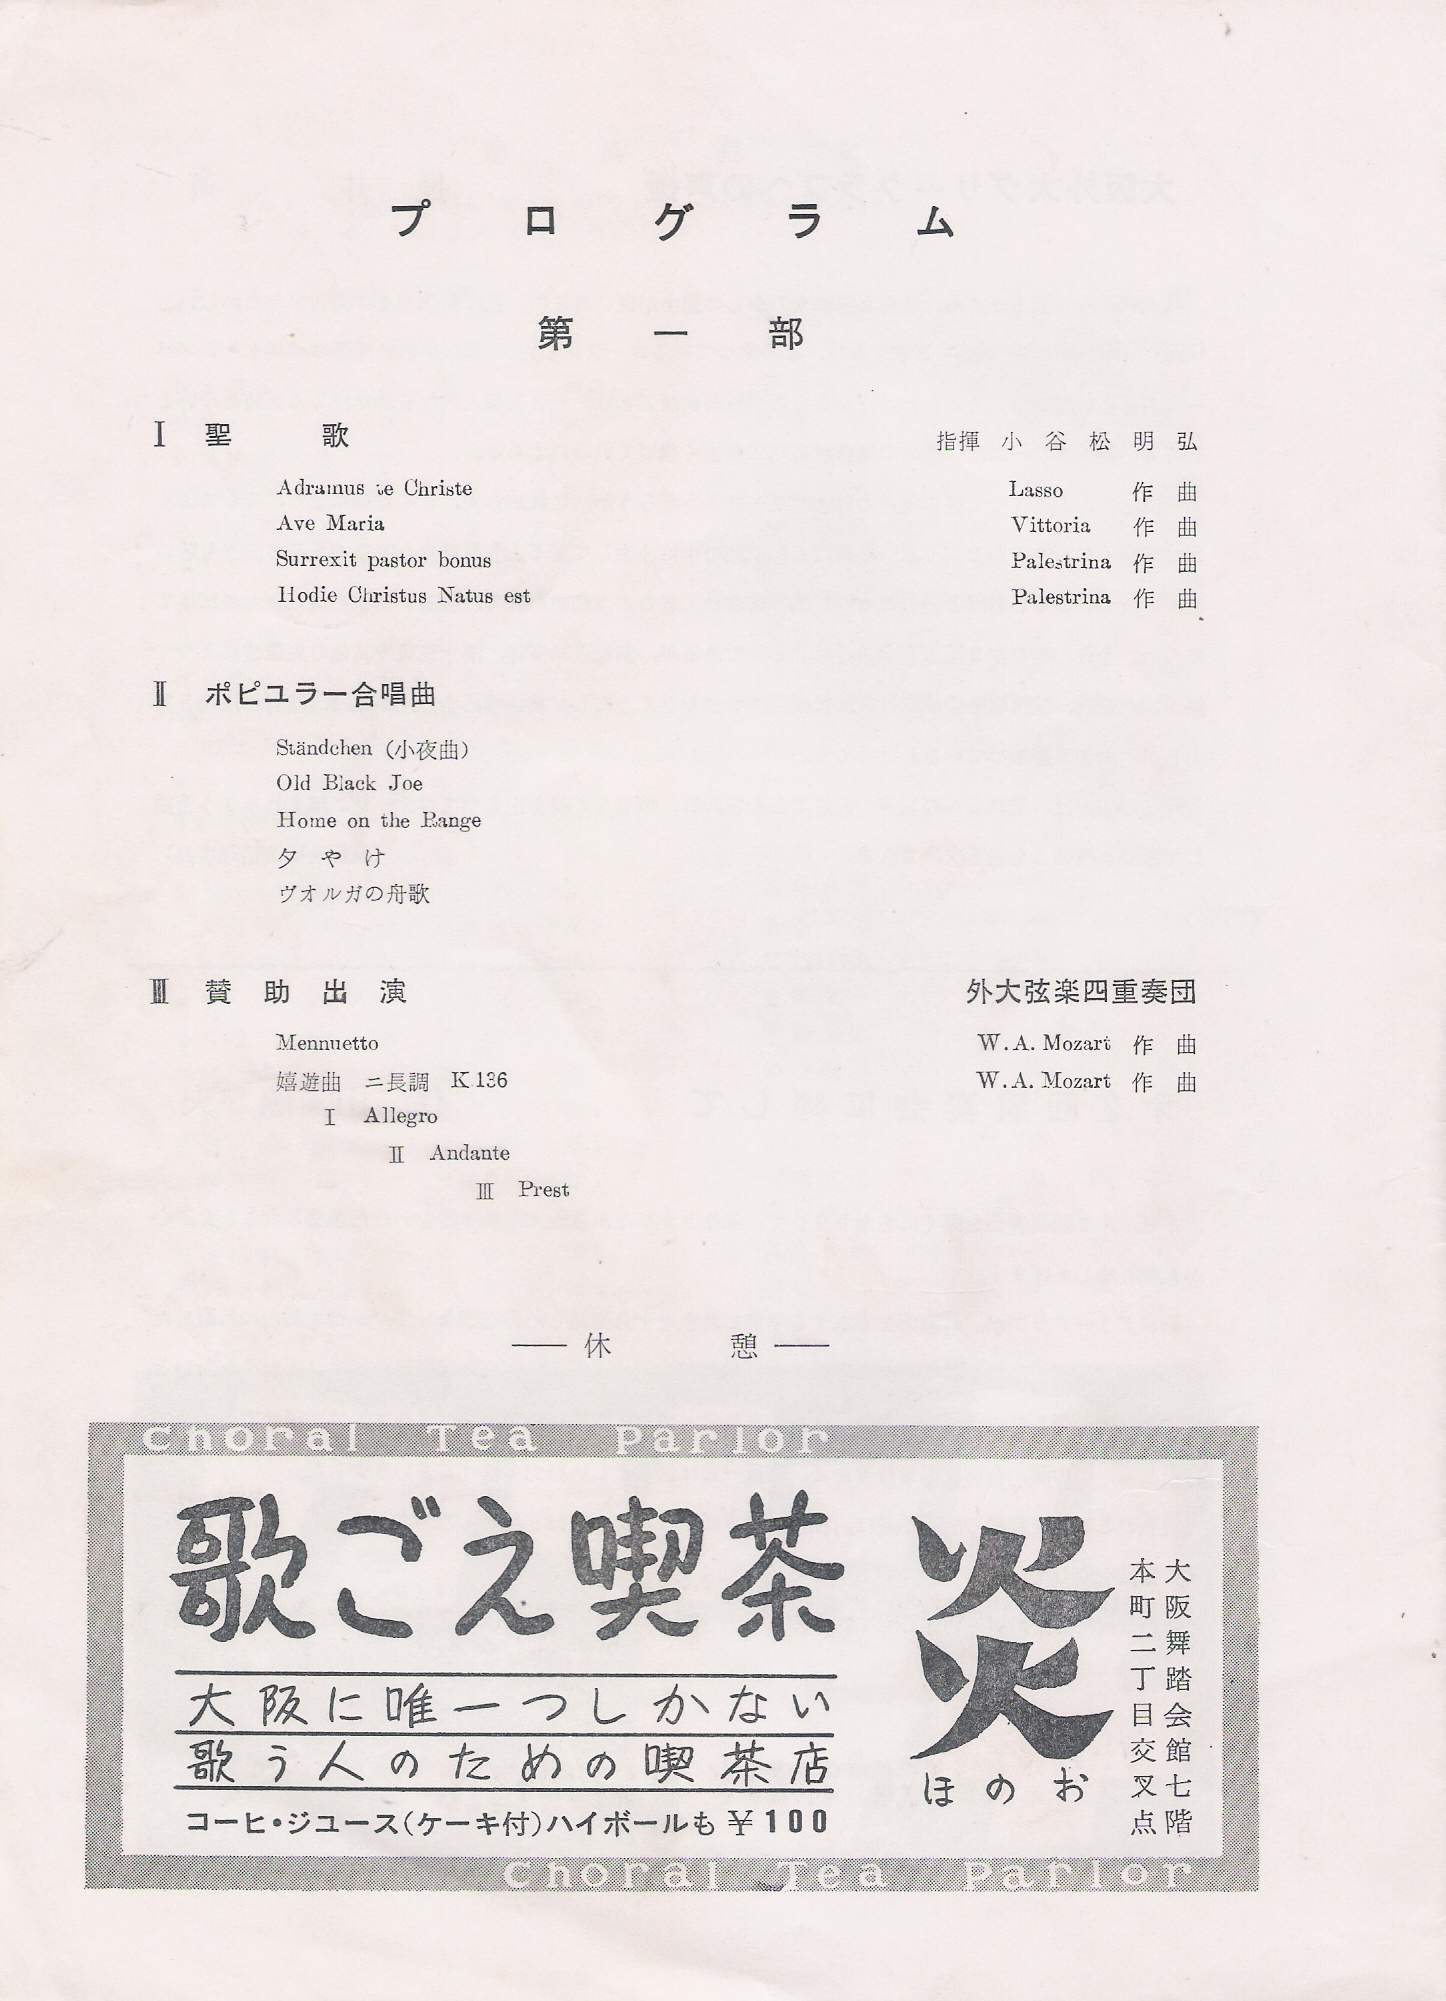 プログラム
第一部
Ⅰ 聖歌 指揮 小谷松明弘
Adramus te Christe Lasso 作曲
Ave Maria Vittoria 作曲
Surrexit pastor bonus Palestrina 作曲
Hodie Christus Natus est Palestrina 作曲
Ⅱ ポピユラー合唱曲
Ständchen (小夜曲)
Old Black Joe
Home on the Range
夕やけ
ヴオルガの舟歌
Ⅲ 賛助出演 外大弦楽四重奏団
Mennuetto W.A. Mozart 作曲
嬉遊曲 ニ長調 K.136 W.A. Mozart 作曲
Ⅰ Allegro
Ⅱ Andante
Ⅲ Prest
―― 休憩 ――
choral Tea parlor
歌ごえ喫茶
大阪に唯一つしかない
歌う人のための喫茶店
コーヒ・ジユース(ケーキ付)ハイボールも ￥100
炎
ほのお
大阪舞踏会館七階
本町二丁目交叉点
choral Tea parlor